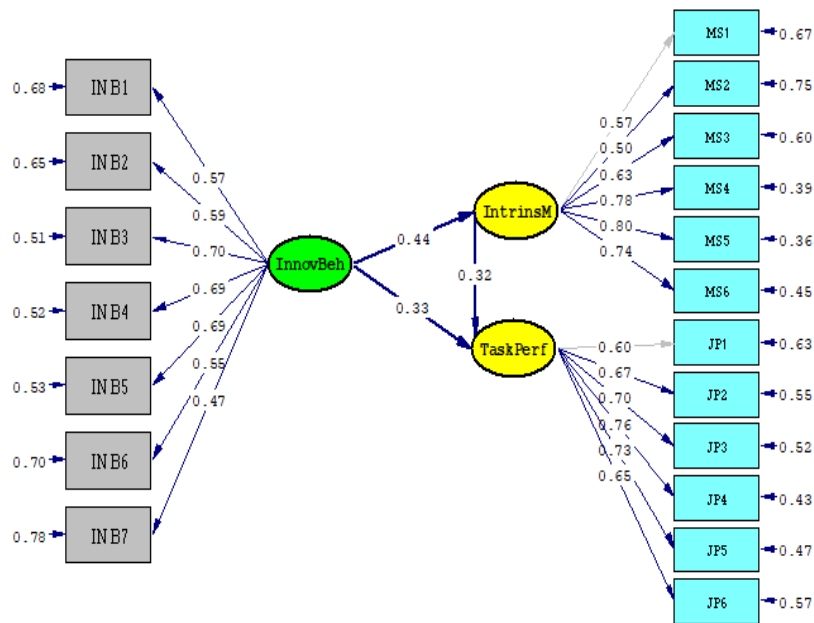 0.68
INB1
0.65
INB2
0.51
INB3
0.52
INB4
0.53
INB5
0.70
INB6
0.78
INB7
0.57
0.59
0.70
0.69
0.69
0.55
0.47
InnovBeh
0.44
0.33
IntrinsM
0.32
TaskPerf
0.57
0.50
0.63
0.78
0.80
0.74
0.60
0.67
0.70
0.76
0.73
0.65
MS1
0.67
MS2
0.75
MS3
0.60
MS4
0.39
MS5
0.36
MS6
0.45
JP1
0.63
JP2
0.55
JP3
0.52
JP4
0.43
JP5
0.47
JP6
0.57